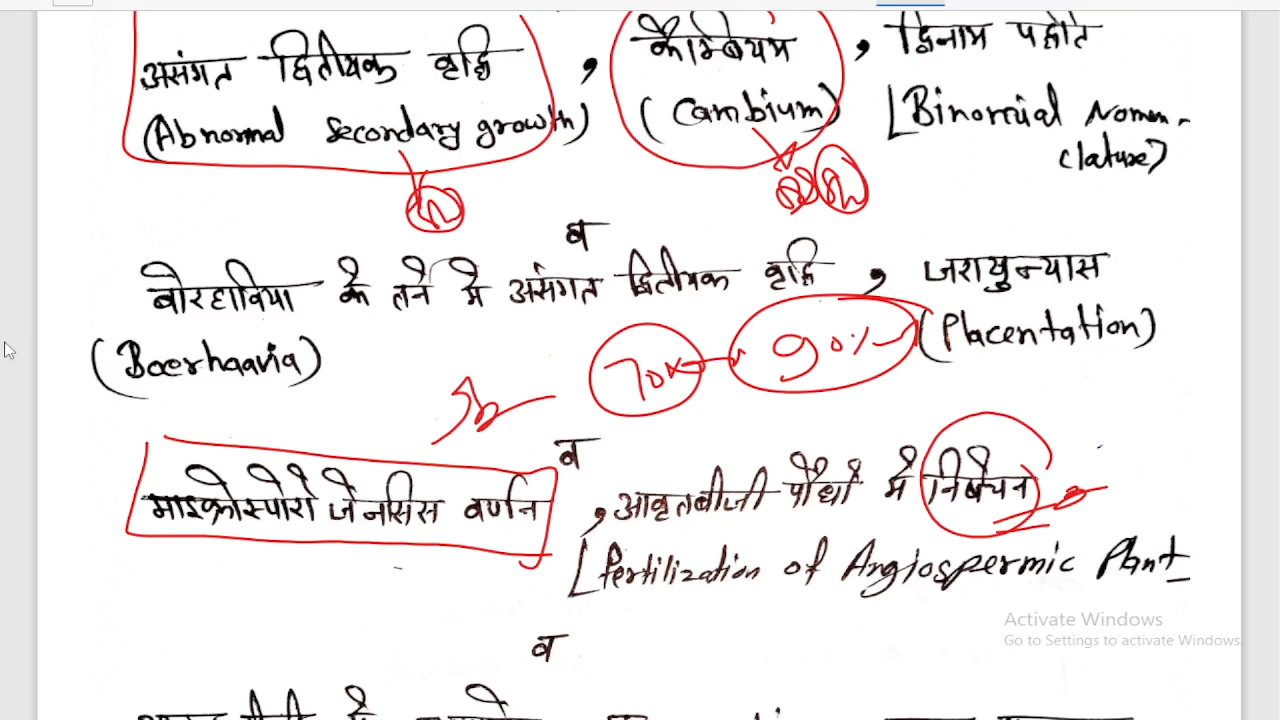 असंगत द्वितीयक वृद्धि , कैम्बियम , द्विनाम पद्धति
(Abnormal Secondary growth) , (Cambium) [Binomial Nomen-
clature)
व
बोरहाविया के तने मे असंगत द्वितीयक वृद्धि , जरायुन्यास
(Boerhaavia) (Placentation)
70% 90%
व
माइक्रोस्पोरोजेनसीस वर्णन , आवृतबीजी पौधों मे निषेचन
[Fertilization of Angiospermic Plant
Activate Windows
Go to Settings to activate Windows.
व